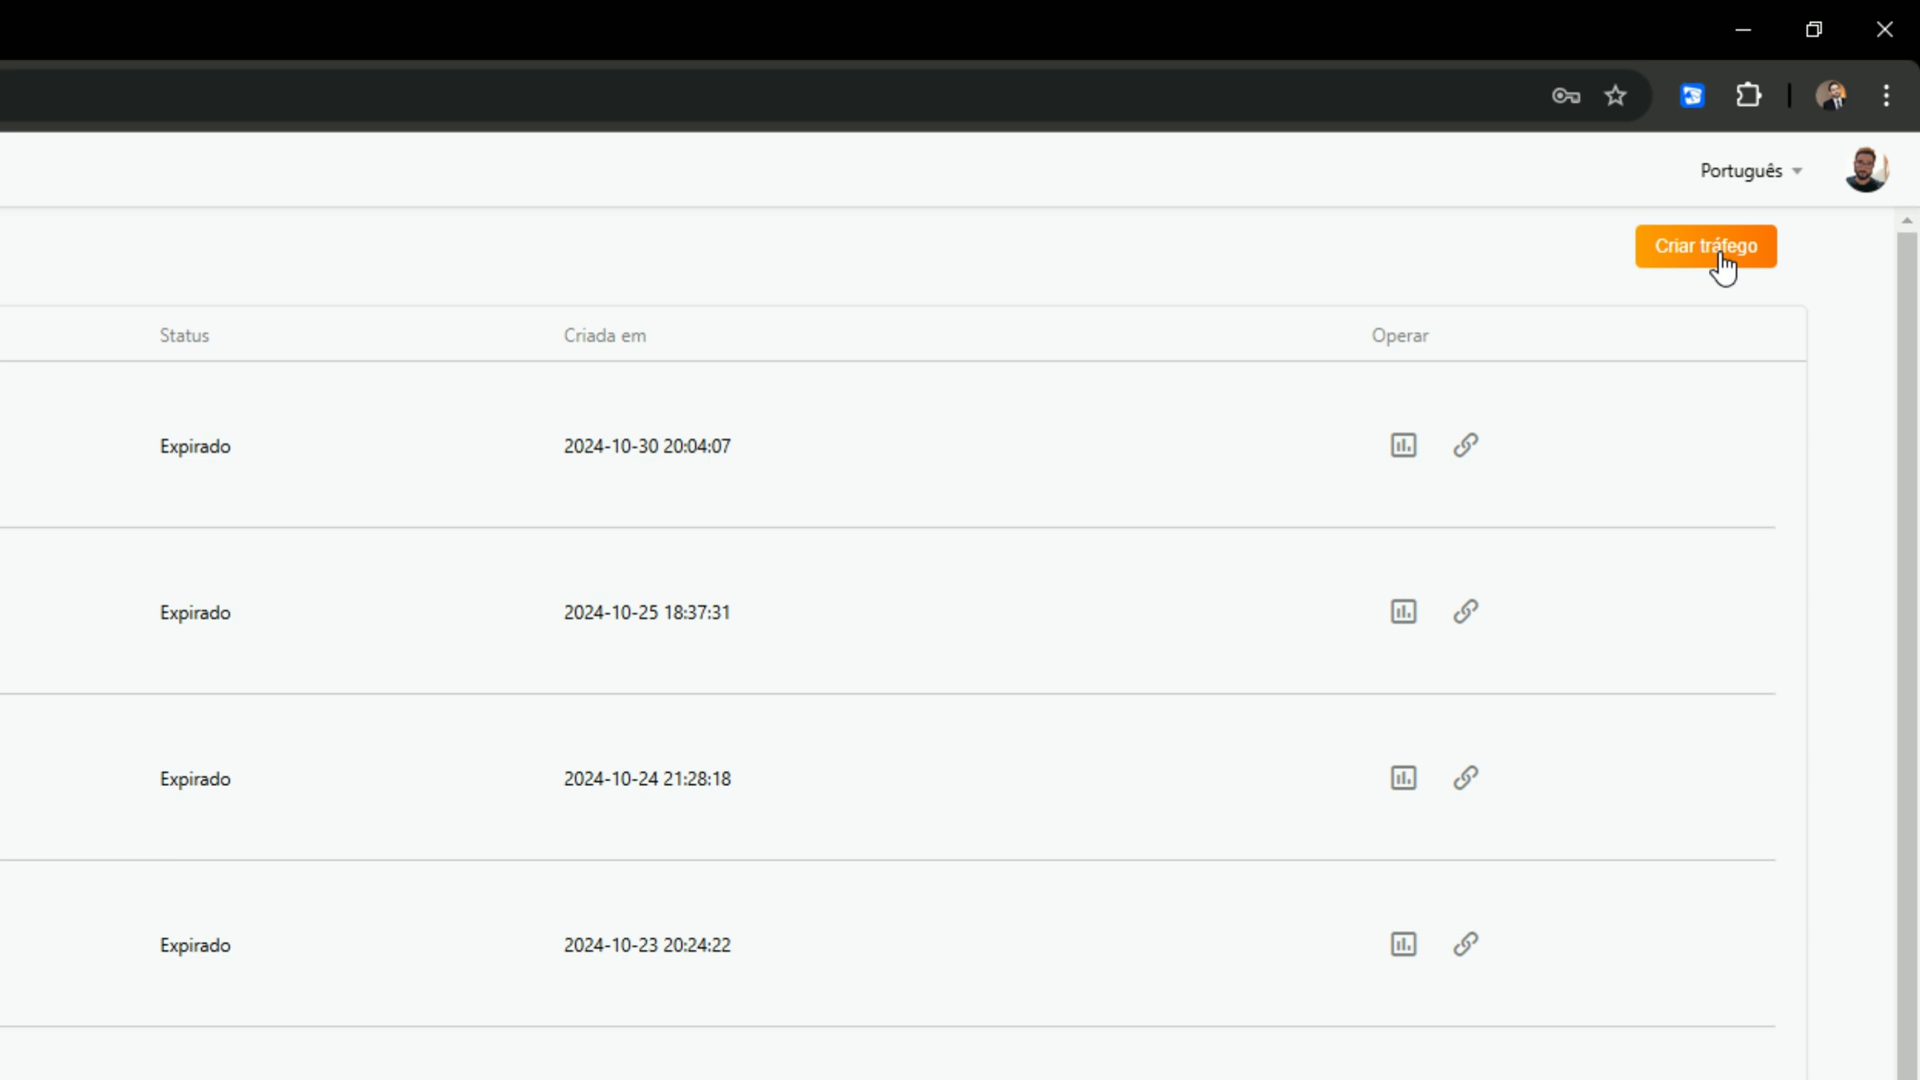 Português
Criar tráfego
Status Criada em Operar
Expirado 2024-10-30 20:04:07
Expirado 2024-10-25 18:37:31
Expirado 2024-10-24 21:28:18
Expirado 2024-10-23 20:24:22